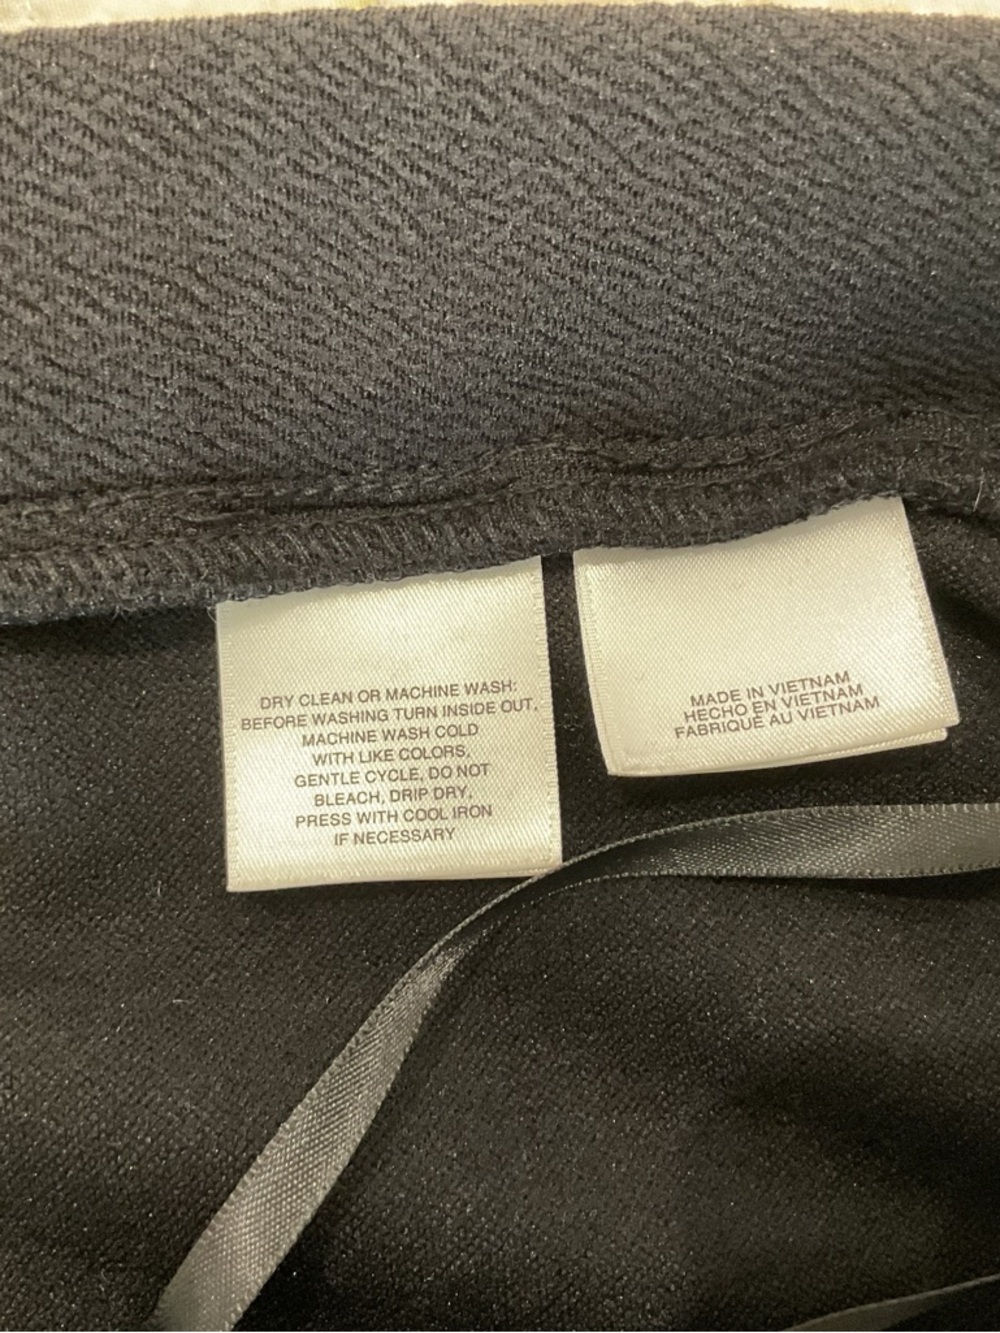 DRY CLEAN OR MACHINE WASH:
BEFORE WASHING TURN INSIDE OUT,
MACHINE WASH COLD
WITH LIKE COLORS,
GENTLE CYCLE, DO NOT
BLEACH, DRIP DRY,
PRESS WITH COOL IRON
IF NECESSARY
MADE IN VIETNAM
HECHO EN VIETNAM
FABRIQUÉ AU VIETNAM